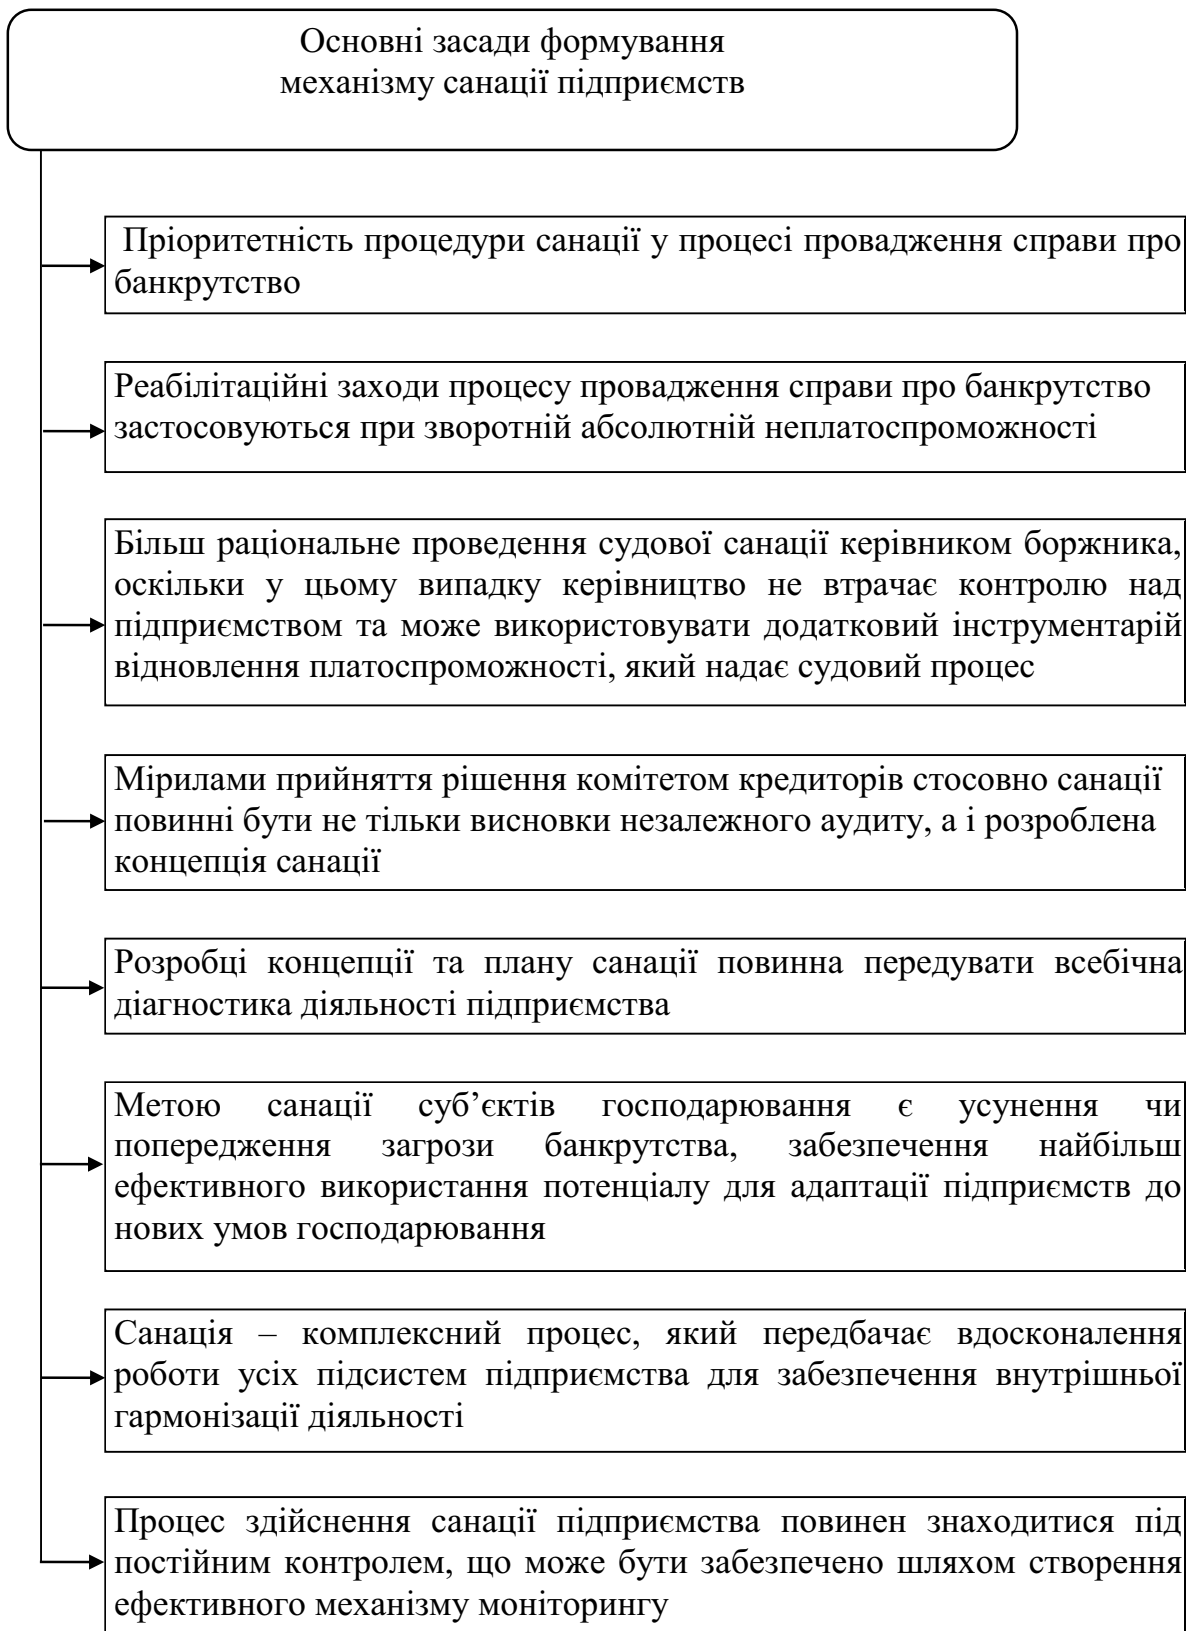 Основні засади формування
механізму санації підприємств
Пріоритетність процедури санації у процесі провадження справи про
банкрутство
Реабілітаційні заходи процесу провадження справи про банкрутство
застосовуються при зворотній абсолютній неплатоспроможності
Більш раціональне проведення судової санації керівником боржника,
оскільки у цьому випадку керівництво не втрачає контролю над
підприємством та може використовувати додатковий інструментарій
відновлення платоспроможності, який надає судовий процес
Мірилами прийняття рішення комітетом кредиторів стосовно санації
повинні бути не тільки висновки незалежного аудиту, а і розроблена
концепція санації
Розробці концепції та плану санації повинна передувати всебічна
діагностика діяльності підприємства
Метою санації суб’єктів господарювання є усунення чи
попередження загрози банкрутства, забезпечення найбільш
ефективного використання потенціалу для адаптації підприємств до
нових умов господарювання
Санація – комплексний процес, який передбачає вдосконалення
роботи усіх підсистем підприємства для забезпечення внутрішньої
гармонізації діяльності
Процес здійснення санації підприємства повинен знаходитися під
постійним контролем, що може бути забезпечено шляхом створення
ефективного механізму моніторингу